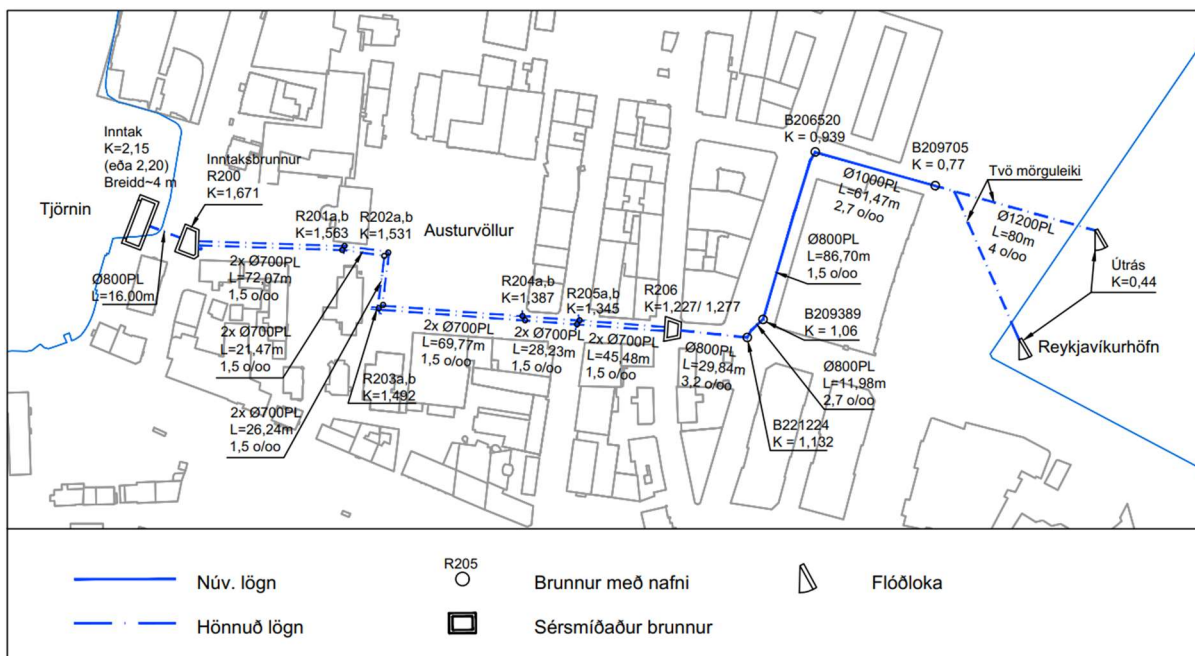 Inntak
K=2,15
(eða 2,20)
Breidd~4 m
Tjörnin
Inntaksbrunnur
R200
K=1,671
Ø800PL
L=16.00m
2x Ø700PL
L=72,07m
1,5 o/oo
R201a,b
K=1,563
R202a,b
K=1,531
Austurvöllur
2x Ø700PL
L=21,47m
1,5 o/oo
2x Ø700PL
L=26,24m
1,5 o/oo
R203a,b
K=1,492
2x Ø700PL
L=69,77m
1,5 o/oo
R204a,b
K=1,387
2x Ø700PL
L=28,23m
1,5 o/oo
R205a,b
K=1,345
2x Ø700PL
L=45,48m
1,5 o/oo
R206
K=1,227/ 1,277
Ø800PL
L=29,84m
3,2 o/oo
B221224
K = 1,132
Ø800PL
L=11,98m
2,7 o/oo
B209389
K = 1,06
Ø800PL
L=86,70m
1,5 o/oo
B206520
K = 0,939
Ø1000PL
L=61,47m
2,7 o/oo
B209705
K = 0,77
Tvö mörguleiki
Ø1200PL
L=80m
4 o/oo
Útrás
K=0,44
Reykjavíkurhöfn
Núv. lögn
R205
Brunnur með nafni
Flóðloka
Hönnuð lögn
Sérsmíðaður brunnur